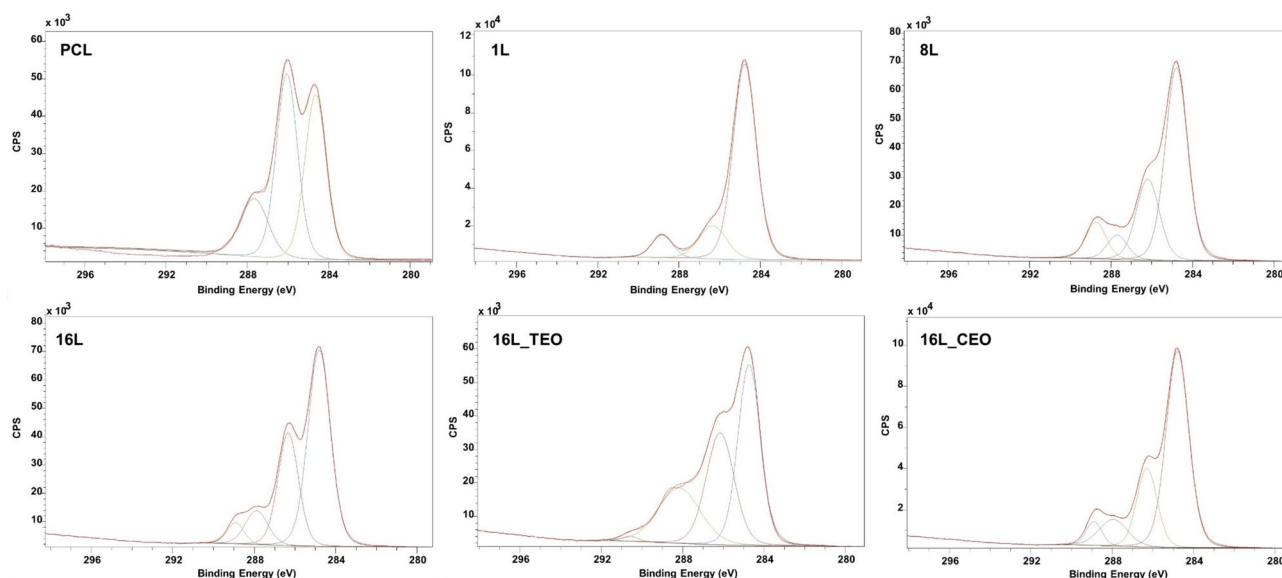 x 10³
PCL
60
50
40
30
20
10
CPS
296
292
288
284
280
Binding Energy (eV)
x 10⁴
1L
12
10
8
6
4
2
CPS
296
292
288
284
280
Binding Energy (eV)
x 10³
8L
80
70
60
50
40
30
20
10
CPS
296
292
288
284
280
Binding Energy (eV)
x 10³
16L
80
70
60
50
40
30
20
10
CPS
296
292
288
284
280
Binding Energy (eV)
x 10³
16L_TEO
60
50
40
30
20
10
CPS
296
292
288
284
280
Binding Energy (eV)
x 10⁴
16L_CEO
10
8
6
4
2
CPS
296
292
288
284
280
Binding Energy (eV)